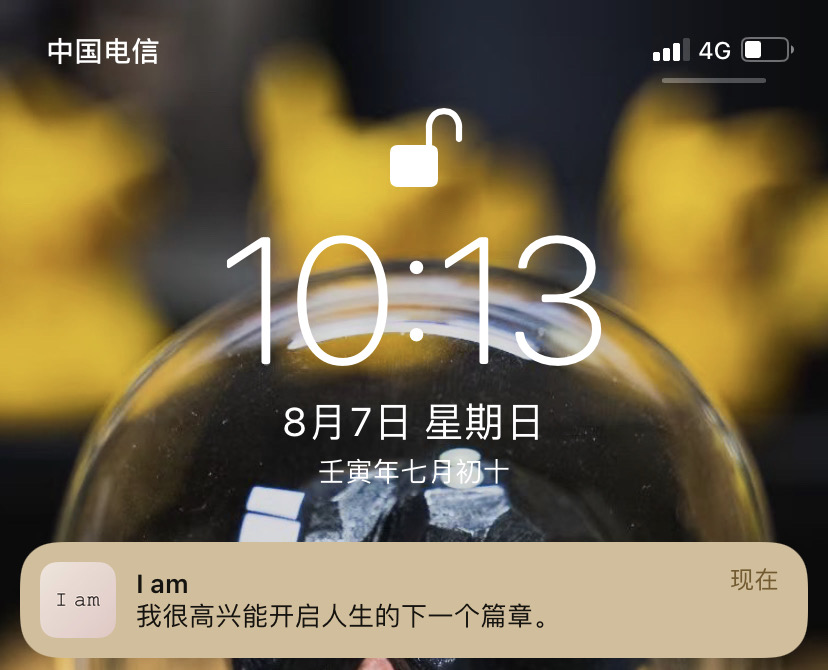 中国电信
4G
10:13
8月7日 星期日
壬寅年七月初十
I am
I am
现在
我很高兴能开启人生的下一个篇章。